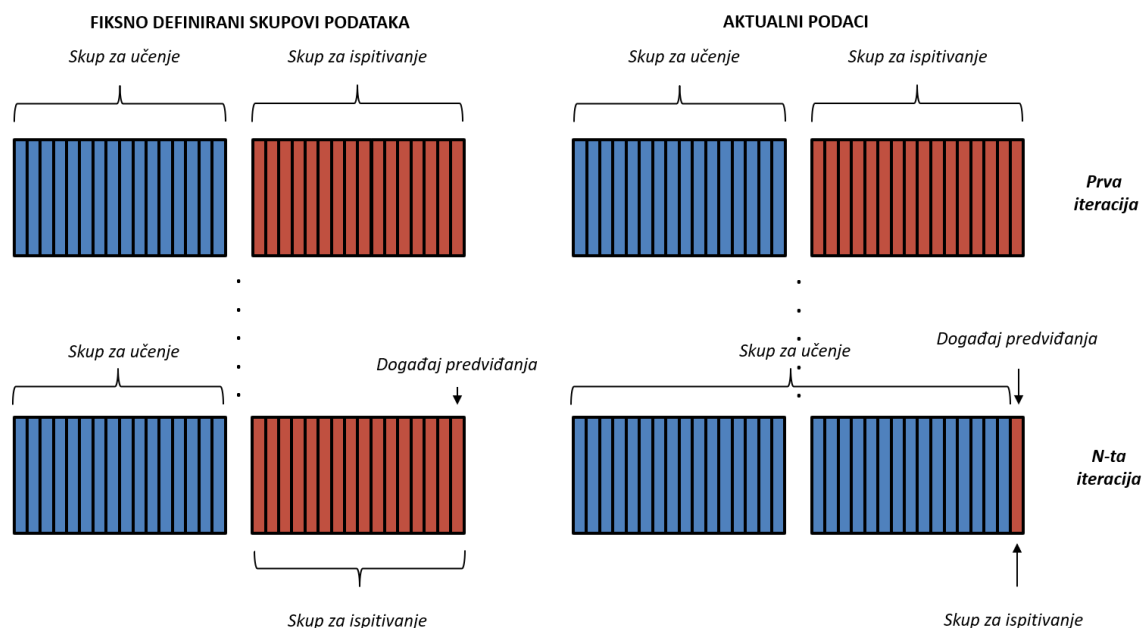 FIKSNO DEFINIRANI SKUPOVI PODATAKA
AKTUALNI PODACI
Skup za učenje
Skup za ispitivanje
Skup za učenje
Skup za ispitivanje
Prva
iteracija
Skup za učenje
Događaj predviđanja
Skup za učenje
Događaj predviđanja
N-ta
iteracija
Skup za ispitivanje
Skup za ispitivanje